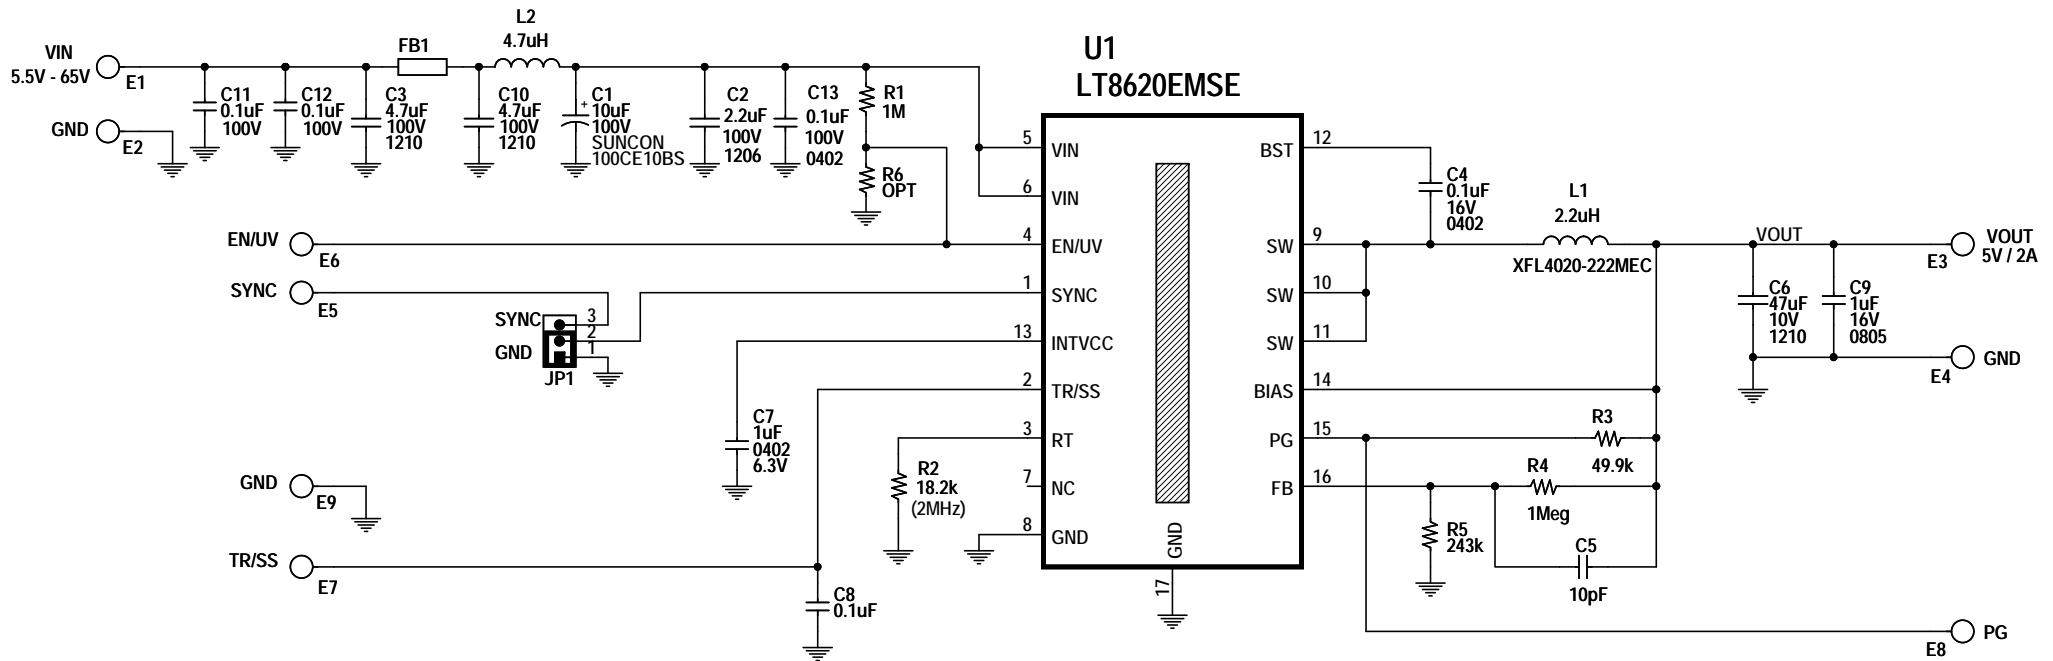 VIN
5.5V - 65V
E1
GND
E2
C11
0.1uF
100V
C12
0.1uF
100V
C3
4.7uF
100V
1210
FB1
L2
4.7uH
C10
4.7uF
100V
1210
+
C1
10uF
100V
SUNCON
100CE10BS
C2
2.2uF
100V
1206
C13
0.1uF
100V
0402
R1
1M
R6
OPT
EN/UV
E6
SYNC
E5
SYNC
GND
3
2
1
JP1
C7
1uF
0402
6.3V
GND
E9
TR/SS
E7
C8
0.1uF
R2
18.2k
(2MHz)
U1
LT8620EMSE
5
VIN
6
VIN
4
EN/UV
1
SYNC
13
INTVCC
2
TR/SS
3
RT
7
NC
8
GND
GND
17
BST
12
SW
9
SW
10
SW
11
BIAS
14
PG
15
FB
16
C4
0.1uF
16V
0402
L1
2.2uH
XFL4020-222MEC
VOUT
C6
47uF
10V
1210
C9
1uF
16V
0805
VOUT
5V / 2A
E3
GND
E4
R3
49.9k
R4
1Meg
R5
243k
C5
10pF
PG
E8